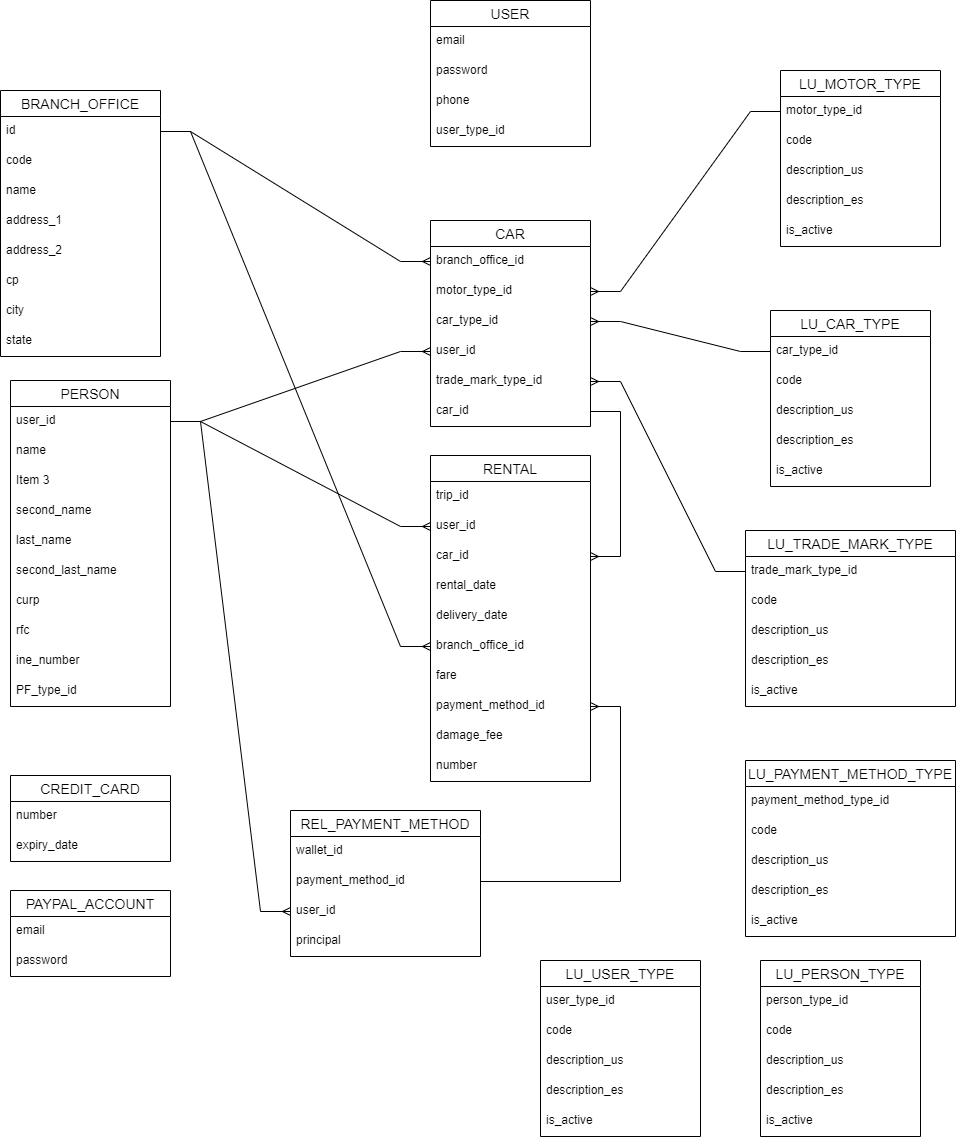 USER
email
password
phone
user_type_id
LU_MOTOR_TYPE
motor_type_id
code
description_us
description_es
is_active
BRANCH_OFFICE
id
code
name
address_1
address_2
cp
city
state
CAR
branch_office_id
motor_type_id
car_type_id
user_id
trade_mark_type_id
car_id
LU_CAR_TYPE
car_type_id
code
description_us
description_es
is_active
PERSON
user_id
name
Item 3
second_name
last_name
second_last_name
curp
rfc
ine_number
PF_type_id
RENTAL
trip_id
user_id
car_id
rental_date
delivery_date
branch_office_id
fare
payment_method_id
damage_fee
number
LU_TRADE_MARK_TYPE
trade_mark_type_id
code
description_us
description_es
is_active
CREDIT_CARD
number
expiry_date
REL_PAYMENT_METHOD
wallet_id
payment_method_id
user_id
principal
LU_PAYMENT_METHOD_TYPE
payment_method_type_id
code
description_us
description_es
is_active
PAYPAL_ACCOUNT
email
password
LU_USER_TYPE
user_type_id
code
description_us
description_es
is_active
LU_PERSON_TYPE
person_type_id
code
description_us
description_es
is_active